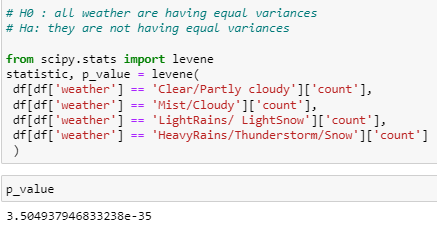 # H0 : all weather are having equal variances
# Ha: they are not having equal variances
from scipy.stats import levene
statistic, p_value = levene(
df[df['weather'] == 'Clear/Partly cloudy']['count'],
df[df['weather'] == 'Mist/Cloudy']['count'],
df[df['weather'] == 'LightRains/ LightSnow']['count'],
df[df['weather'] == 'HeavyRains/Thunderstorm/Snow']['count']
)
p_value
3.504937946833238e-35